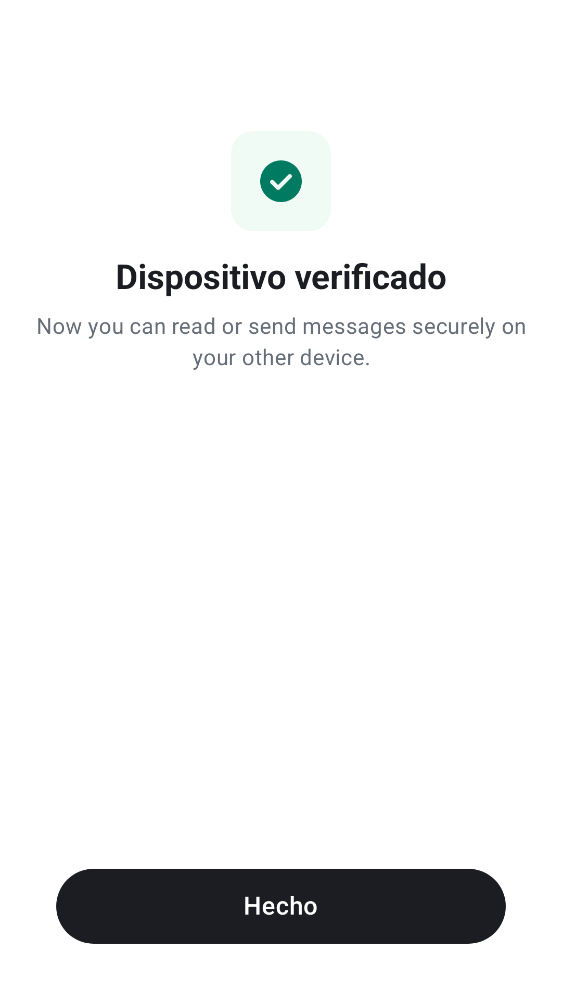 Dispositivo verificado
Now you can read or send messages securely on
your other device.
Hecho